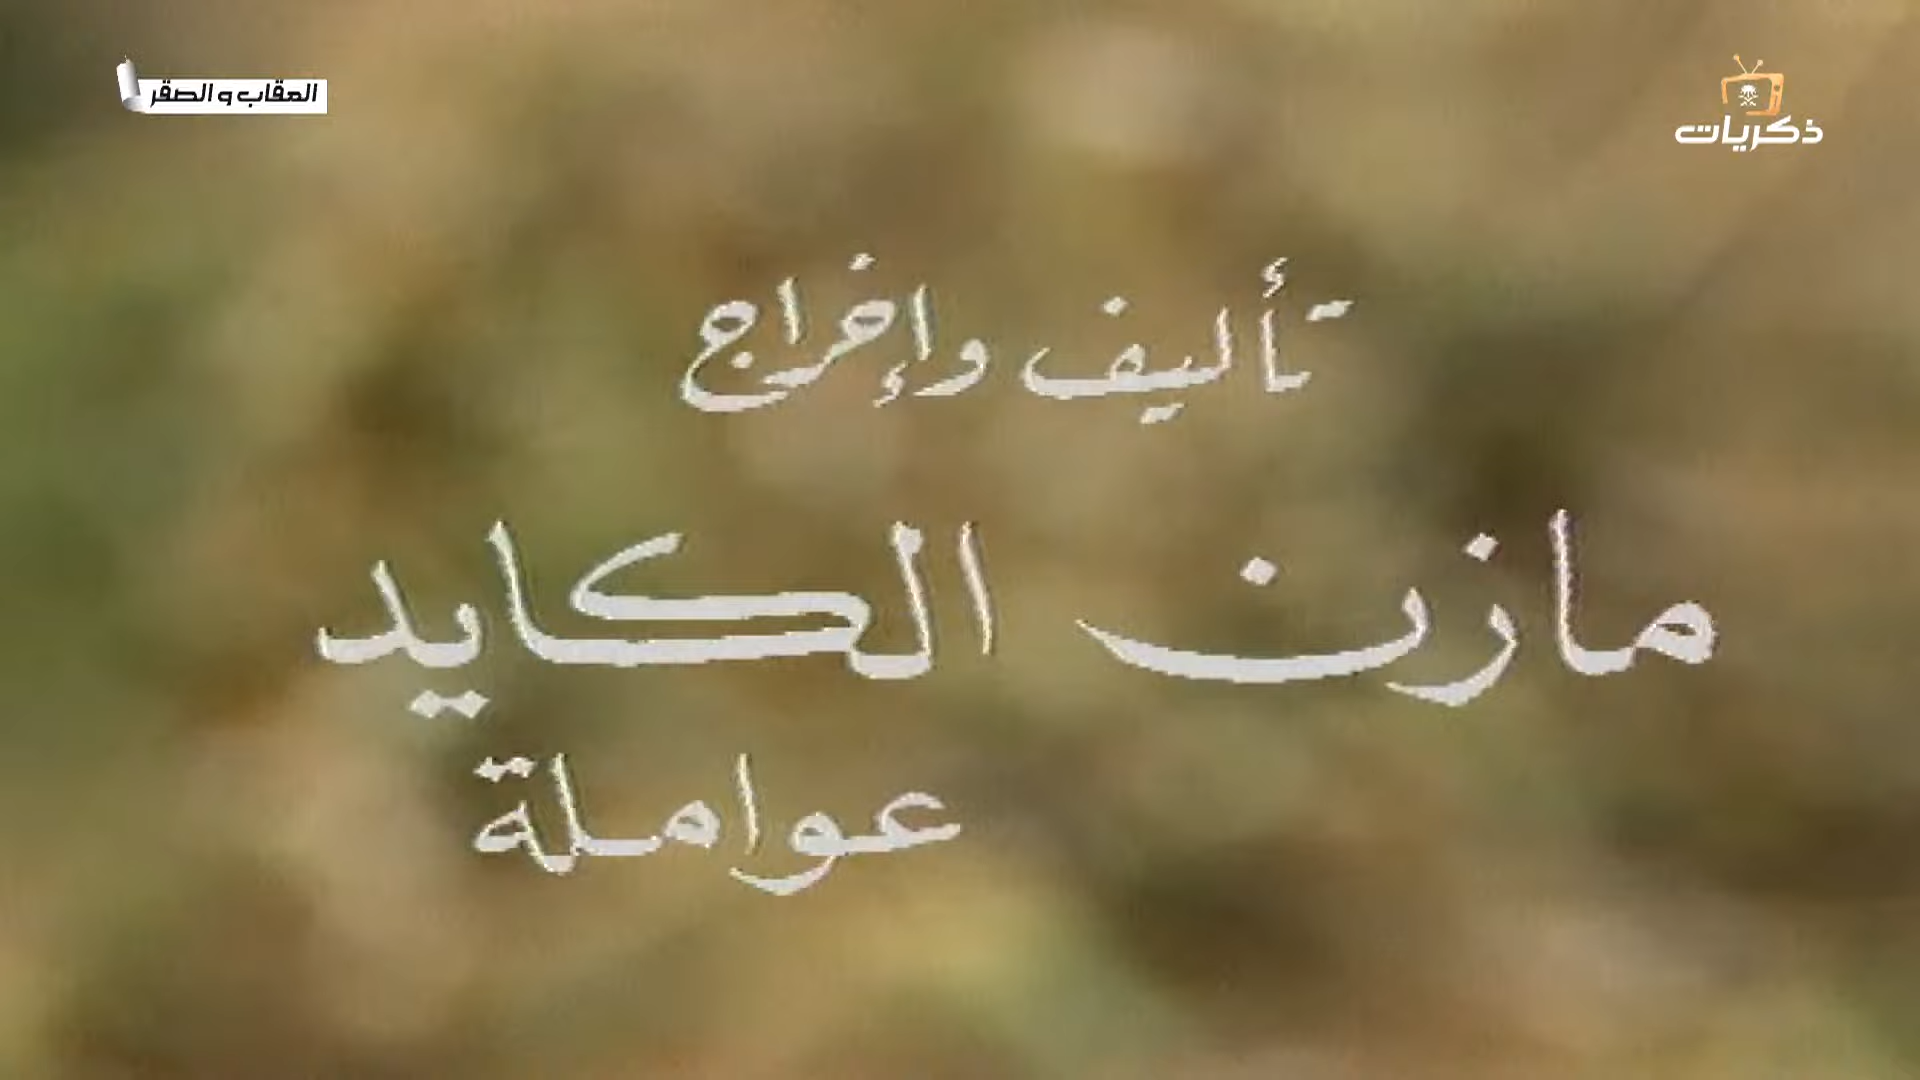 العقاب و الصقر
ذكريات
تأليف وإخراج
مازن الكايد
عواملة